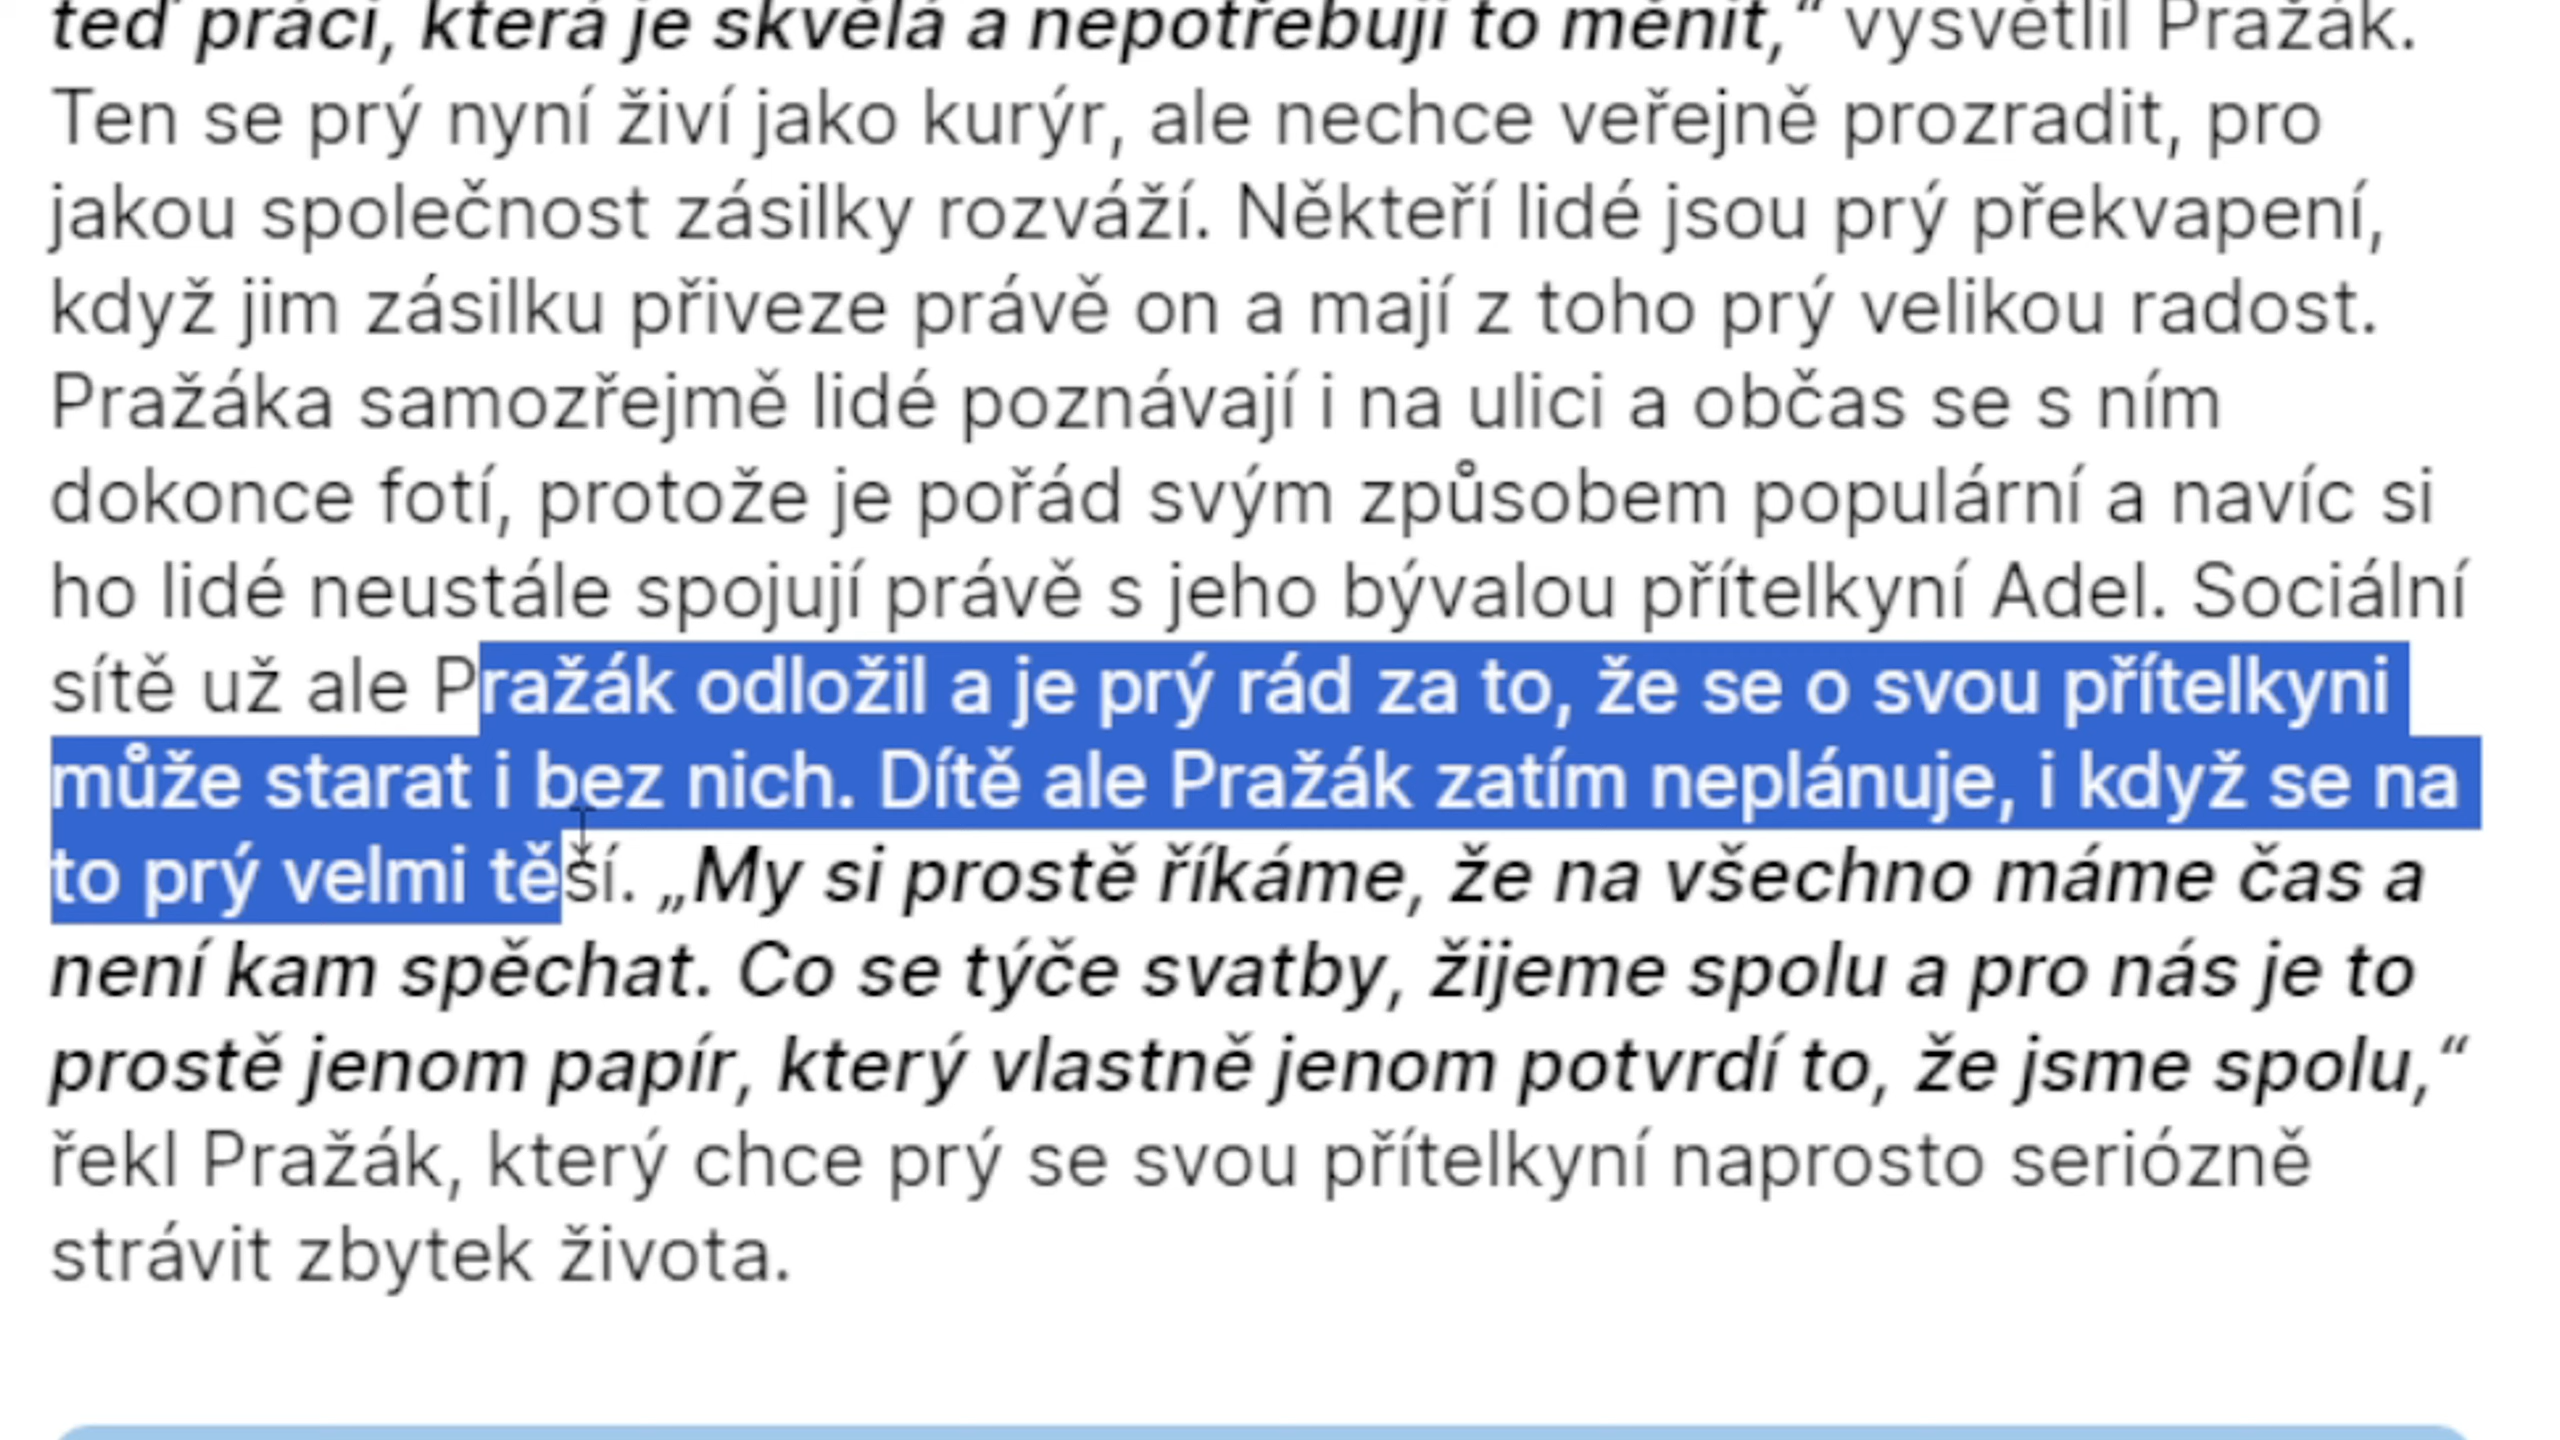 teď práci, která je skvělá a nepotřebuji to měnit,“ vysvětlil Pražák.
Ten se prý nyní živí jako kurýr, ale nechce veřejně prozradit, pro
jakou společnost zásilky rozváží. Někteří lidé jsou prý překvapení,
když jim zásilku přiveze právě on a mají z toho prý velikou radost.
Pražáka samozřejmě lidé poznávají i na ulici a občas se s ním
dokonce fotí, protože je pořád svým způsobem populární a navíc si
ho lidé neustále spojují právě s jeho bývalou přítelkyní Adel. Sociální
sítě už ale Pražák odložil a je prý rád za to, že se o svou přítelkyni
může starat i bez nich. Dítě ale Pražák zatím neplánuje, i když se na
to prý velmi těší. „My si prostě říkáme, že na všechno máme čas a
není kam spěchat. Co se týče svatby, žijeme spolu a pro nás je to
prostě jenom papír, který vlastně jenom potvrdí to, že jsme spolu,“
řekl Pražák, který chce prý se svou přítelkyní naprosto seriózně
strávit zbytek života.